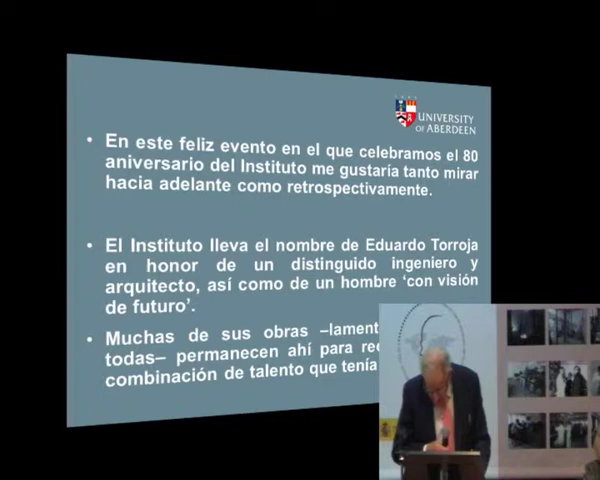 UNIVERSITY
OF ABERDEEN
• En este feliz evento en el que celebramos el 80
aniversario del Instituto me gustaría tanto mirar
hacia adelante como retrospectivamente.
• El Instituto lleva el nombre de Eduardo Torroja
en honor de un distinguido ingeniero y
arquitecto, así como de un hombre ‘con visión
de futuro’.
• Muchas de sus obras
todas– permanecen ahí para
combinación de talento que tenía